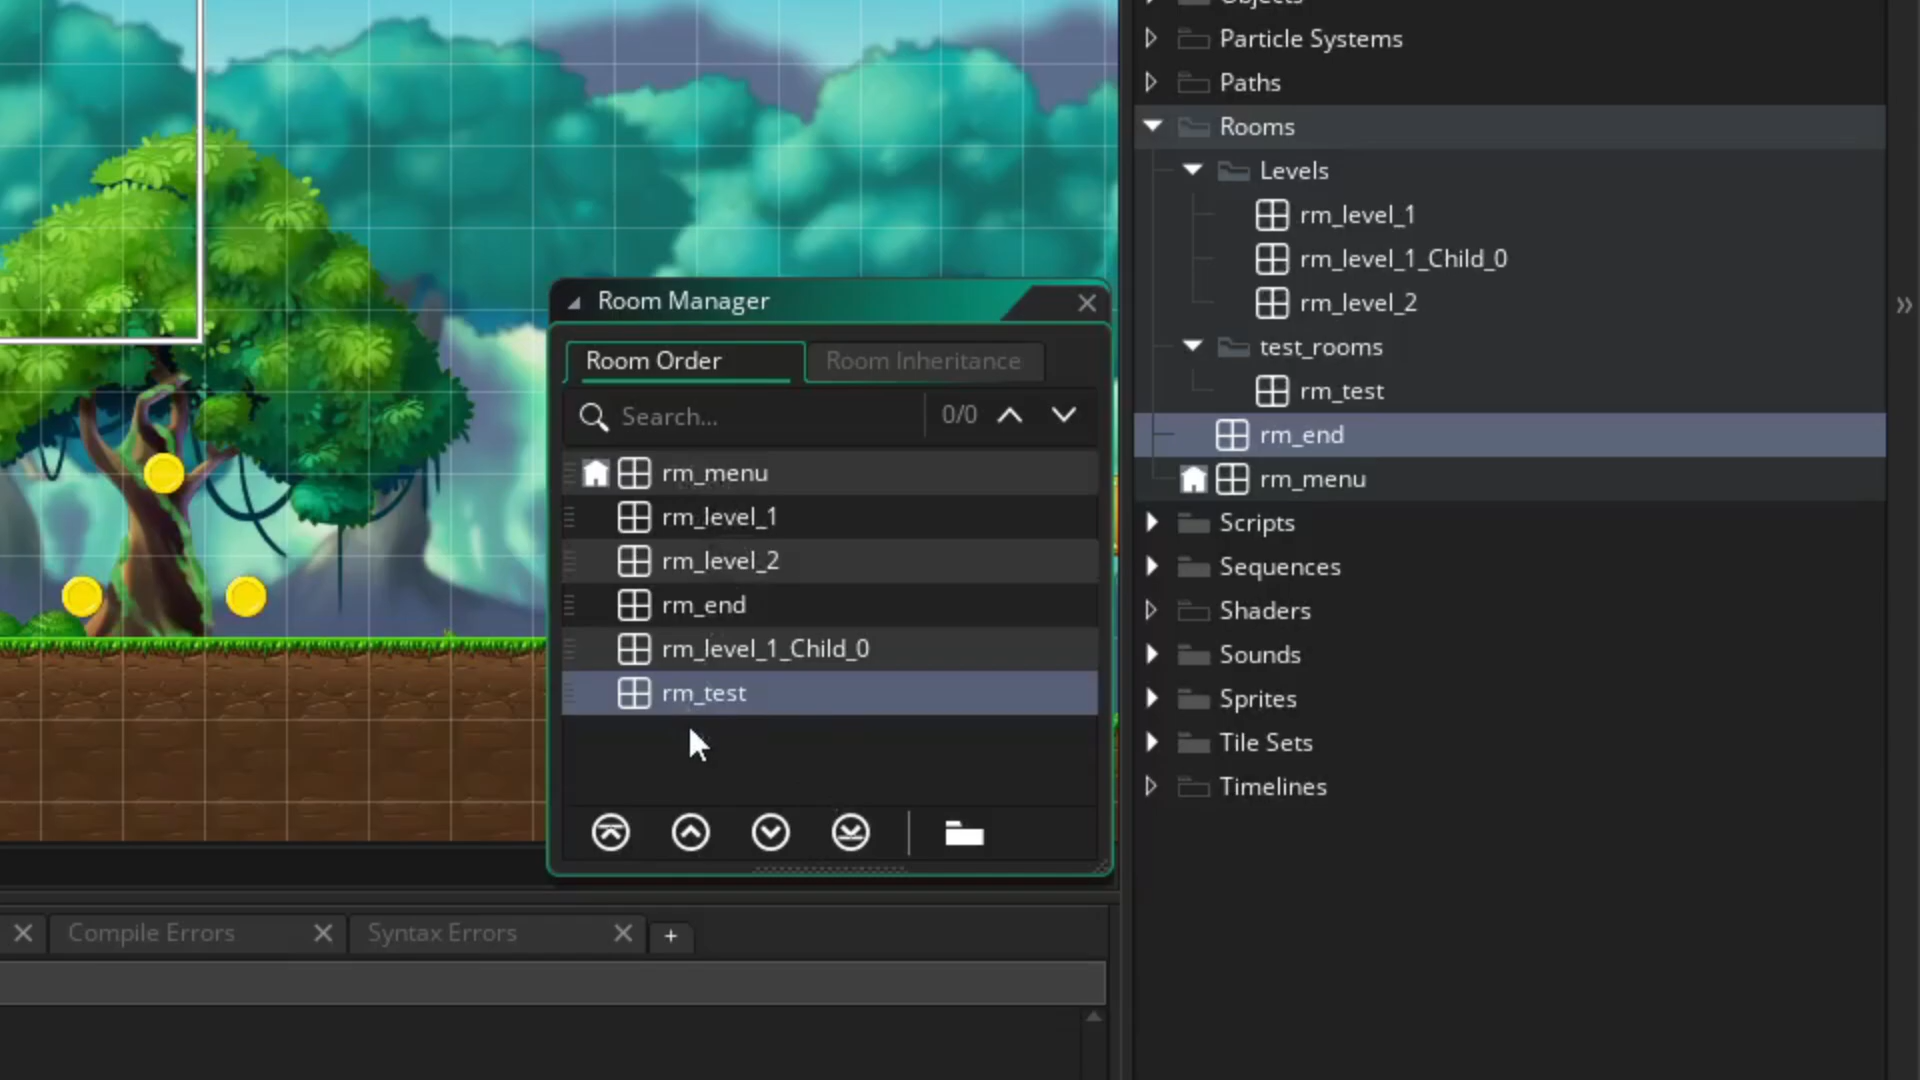 Objects
Particle Systems
Paths
Rooms
Levels
rm_level_1
rm_level_1_Child_0
rm_level_2
test_rooms
rm_test
rm_end
rm_menu
Scripts
Sequences
Shaders
Sounds
Sprites
Tile Sets
Timelines
Room Manager
Room Order
Room Inheritance
Search...
0/0
rm_menu
rm_level_1
rm_level_2
rm_end
rm_level_1_Child_0
rm_test
Compile Errors
Syntax Errors